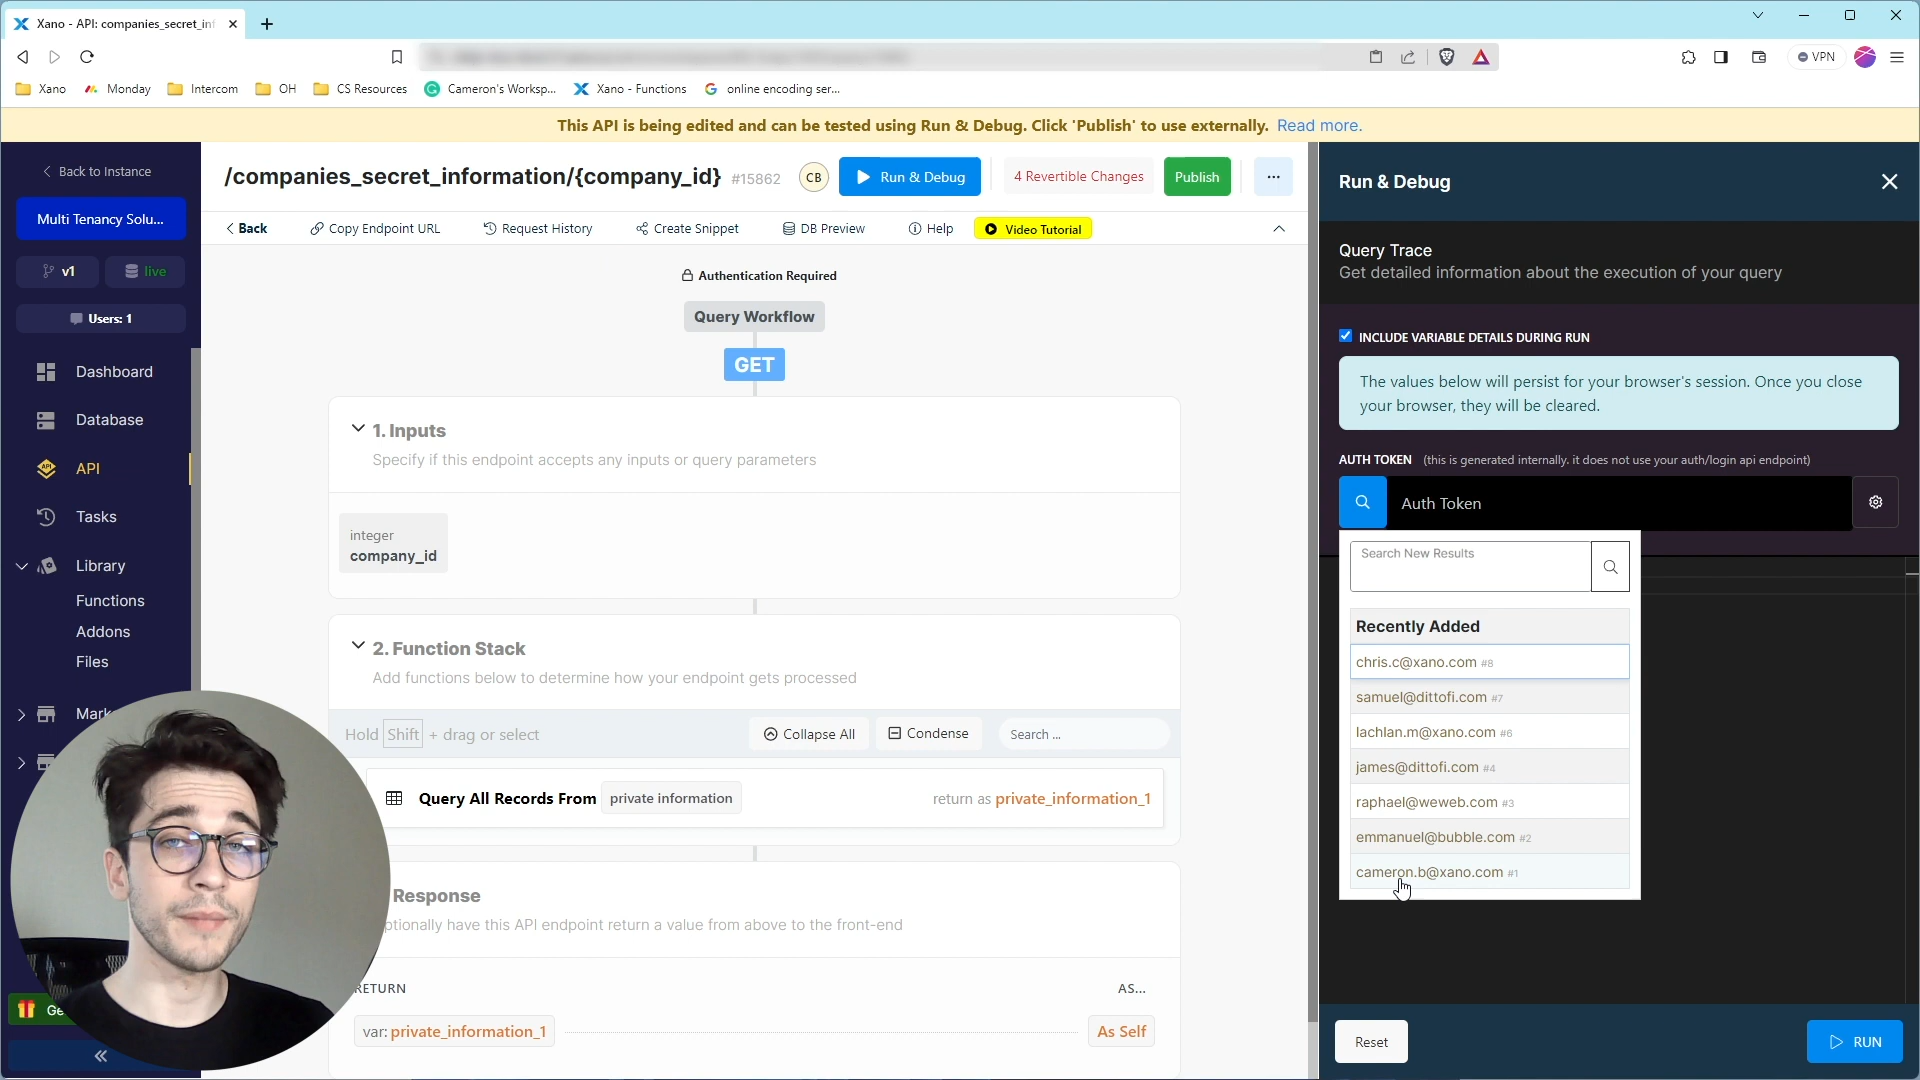 Xano - API: companies_secret_inf
Xano
Monday
Intercom
OH
CS Resources
Cameron's Worksp...
Xano - Functions
online encoding ser...
VPN
This API is being edited and can be tested using Run & Debug. Click 'Publish' to use externally. Read more.
Back to Instance
Multi Tenancy Solu...
v1
live
Users: 1
Dashboard
Database
API
Tasks
Library
Functions
Addons
Files
Mark
Ge
/companies_secret_information/{company_id} #15862
CB
Run & Debug
4 Revertible Changes
Publish
...
Back
Copy Endpoint URL
Request History
Create Snippet
DB Preview
Help
Video Tutorial
Authentication Required
Query Workflow
GET
1. Inputs
Specify if this endpoint accepts any inputs or query parameters
integer
company_id
2. Function Stack
Add functions below to determine how your endpoint gets processed
Hold Shift + drag or select
Collapse All
Condense
Search ...
Query All Records From private information
return as private_information_1
Response
ptionally have this API endpoint return a value from above to the front-end
RETURN
AS...
var: private_information_1
As Self
Run & Debug
Query Trace
Get detailed information about the execution of your query
INCLUDE VARIABLE DETAILS DURING RUN
The values below will persist for your browser's session. Once you close
your browser, they will be cleared.
AUTH TOKEN (this is generated internally. it does not use your auth/login api endpoint)
Auth Token
Search New Results
Recently Added
chris.c@xano.com #8
samuel@dittofi.com #7
lachlan.m@xano.com #6
james@dittofi.com #4
raphael@weweb.com #3
emmanuel@bubble.com #2
cameron.b@xano.com #1
Reset
RUN